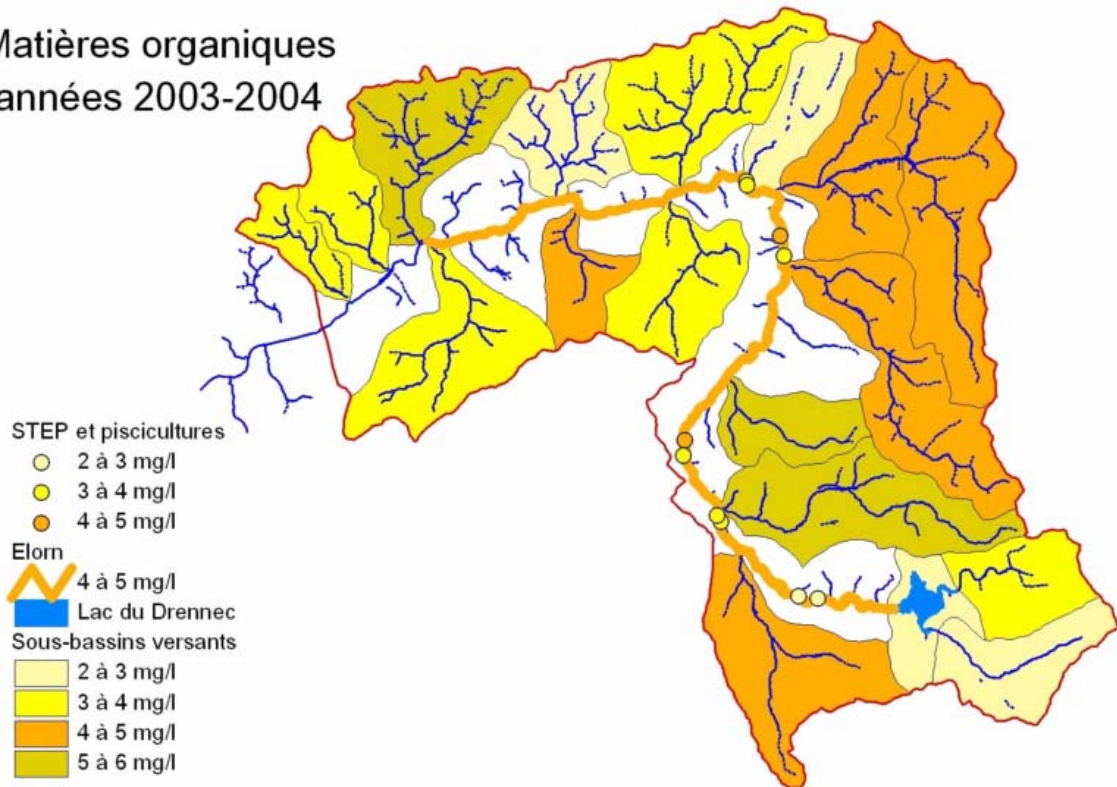 Matières organiques
années 2003-2004
STEP et piscicultures
2 à 3 mg/l
3 à 4 mg/l
4 à 5 mg/l
Elorn
4 à 5 mg/l
Lac du Drennec
Sous-bassins versants
2 à 3 mg/l
3 à 4 mg/l
4 à 5 mg/l
5 à 6 mg/l